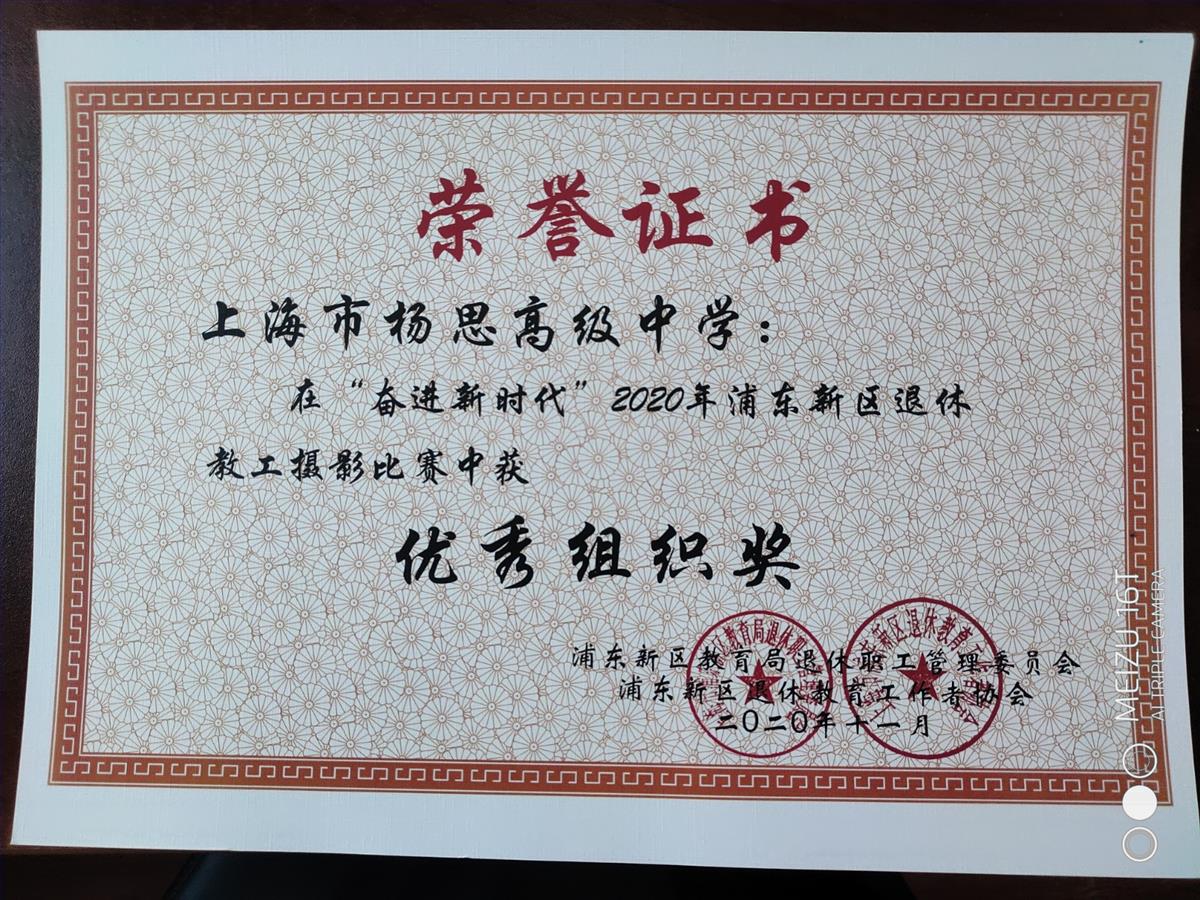 荣誉证书
上海市杨思高级中学：
在“奋进新时代”2020年浦东新区退休
教工摄影比赛中获
优秀组织奖
浦东新区教育局退休职工管理委员会
浦东新区退休教育工作者协会
二〇二〇年十一月
MEIZU 16T
AI TRIPLE CAMERA